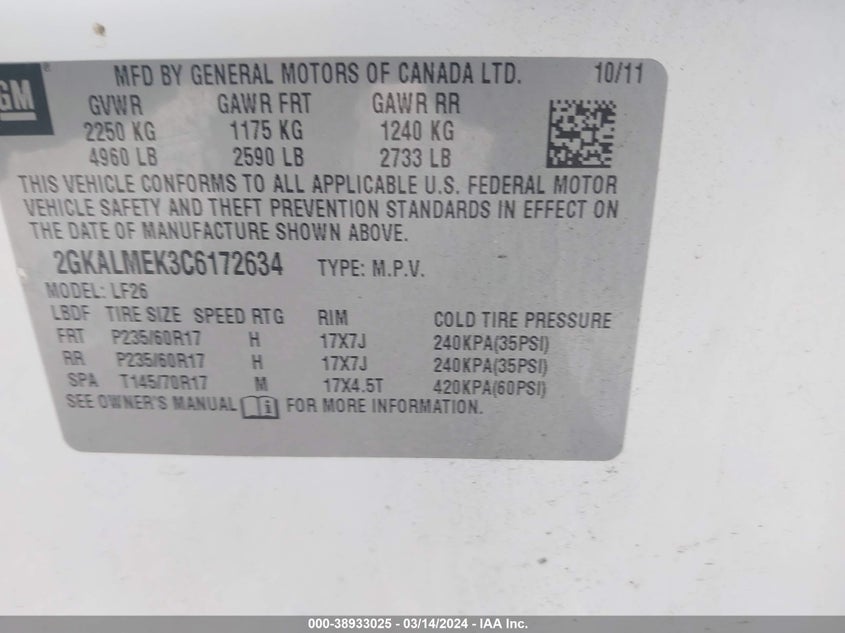 GM ®
MFD BY GENERAL MOTORS OF CANADA LTD. 10/11
GVWR GAWR FRT GAWR RR
2250 KG 1175 KG 1240 KG
4960 LB 2590 LB 2733 LB
THIS VEHICLE CONFORMS TO ALL APPLICABLE U.S. FEDERAL MOTOR
VEHICLE SAFETY AND THEFT PREVENTION STANDARDS IN EFFECT ON
THE DATE OF MANUFACTURE SHOWN ABOVE.
2GKALMEK3C6172634 TYPE: M.P.V.
MODEL: LF26
LBDF TIRE SIZE SPEED RTG RIM COLD TIRE PRESSURE
FRT P235/60R17 H 17X7J 240KPA(35PSI)
RR P235/60R17 H 17X7J 240KPA(35PSI)
SPA T145/70R17 M 17X4.5T 420KPA(60PSI)
SEE OWNER'S MANUAL FOR MORE INFORMATION.
000-38933025 - 03/14/2024 - IAA Inc.